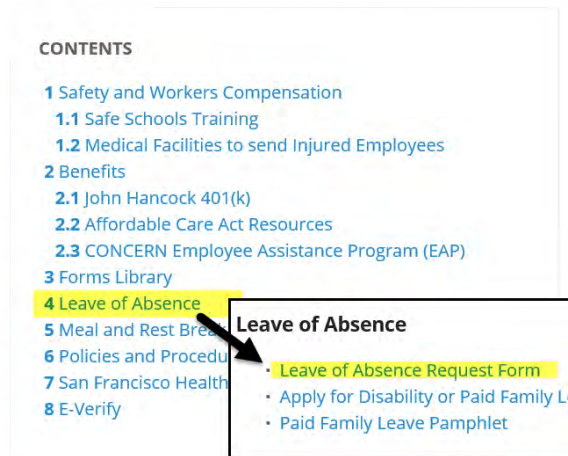 CONTENTS
1 Safety and Workers Compensation
1.1 Safe Schools Training
1.2 Medical Facilities to send Injured Employees
2 Benefits
2.1 John Hancock 401(k)
2.2 Affordable Care Act Resources
2.3 CONCERN Employee Assistance Program (EAP)
3 Forms Library
4 Leave of Absence
5 Meal and Rest
6 Policies and
7 San Francisco Health
8 E-Verify
Leave of Absence
· Leave of Absence Request Form
· Apply for Disability or Paid Family
· Paid Family Leave Pamphlet